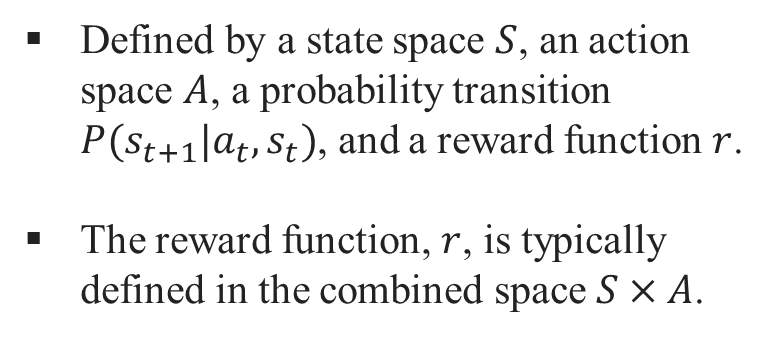 ▪ Defined by a state space S, an action
space A, a probability transition
P(s_{t+1}|a_t, s_t), and a reward function r.
▪ The reward function, r, is typically
defined in the combined space S × A.